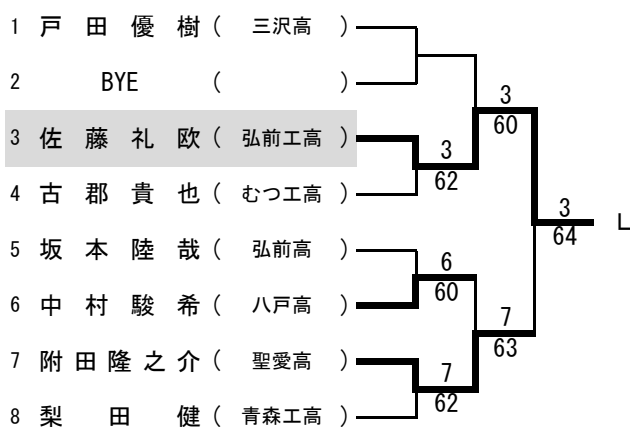 1 戸田優樹 ( 三沢高 )
2 BYE ( )
3 佐藤礼欧 ( 弘前工高 )
4 古郡貴也 ( むつ工高 )
5 坂本陸哉 ( 弘前高 )
6 中村駿希 ( 八戸高 )
7 附田隆之介 ( 聖愛高 )
8 梨田健 ( 青森工高 )
3
62
6
60
7
62
3
60
7
63
3
64
L